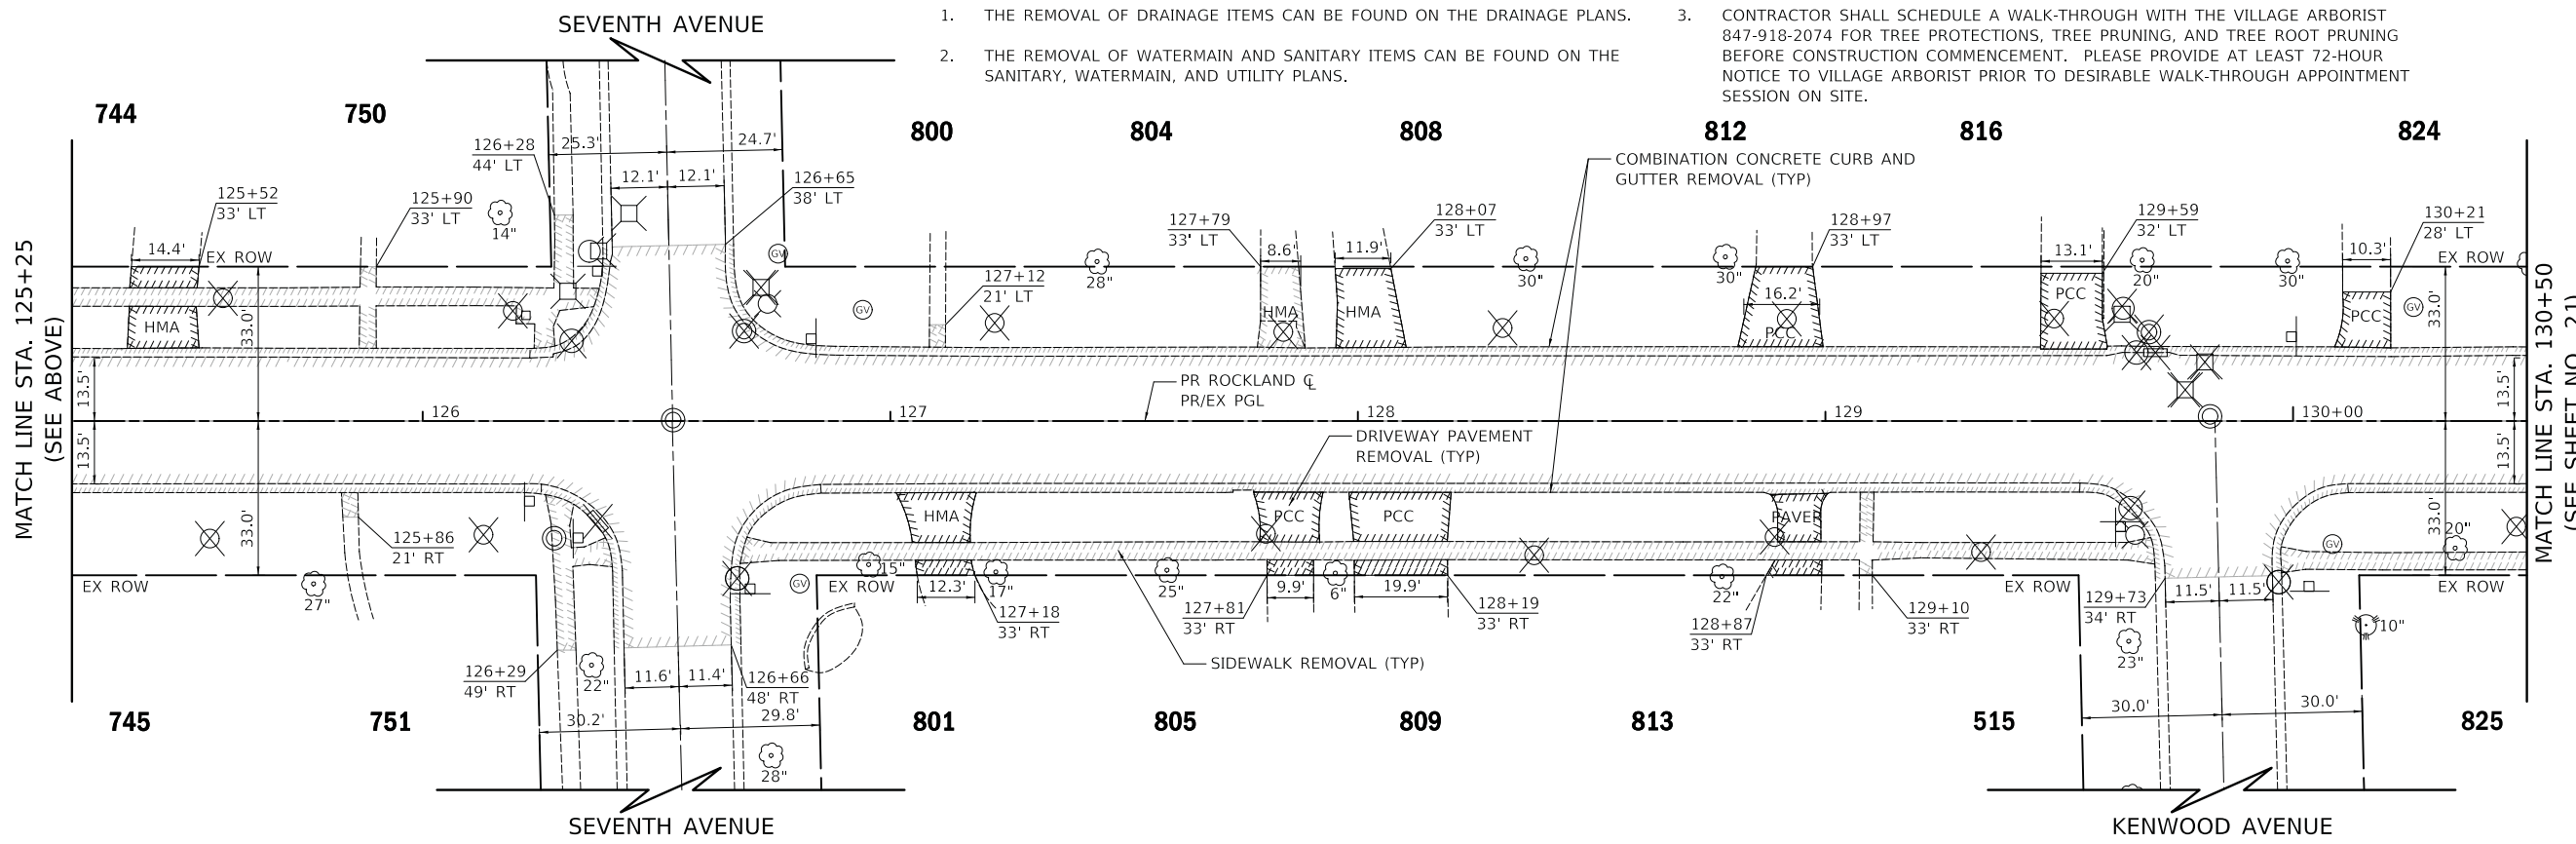 SEVENTH AVENUE
1. THE REMOVAL OF DRAINAGE ITEMS CAN BE FOUND ON THE DRAINAGE PLANS.
2. THE REMOVAL OF WATERMAIN AND SANITARY ITEMS CAN BE FOUND ON THE
SANITARY, WATERMAIN, AND UTILITY PLANS.
3. CONTRACTOR SHALL SCHEDULE A WALK-THROUGH WITH THE VILLAGE ARBORIST
847-918-2074 FOR TREE PROTECTIONS, TREE PRUNING, AND TREE ROOT PRUNING
BEFORE CONSTRUCTION COMMENCEMENT. PLEASE PROVIDE AT LEAST 72-HOUR
NOTICE TO VILLAGE ARBORIST PRIOR TO DESIRABLE WALK-THROUGH APPOINTMENT
SESSION ON SITE.
744
750
800
804
808
812
816
824
126+28
44' LT
25.3'
24.7'
12.1'
12.1'
126+65
38' LT
COMBINATION CONCRETE CURB AND
GUTTER REMOVAL (TYP)
125+52
33' LT
125+90
33' LT
14"
127+79
33' LT
128+07
33' LT
128+97
33' LT
129+59
32' LT
130+21
28' LT
14.4'
EX ROW
GV
8.6'
11.9'
13.1'
10.3'
EX ROW
127+12
21' LT
28"
30"
30"
20"
30"
MATCH LINE STA. 125+25
(SEE ABOVE)
HMA
33.0'
GV
HMA
HMA
16.2'
PCC
PCC
PCC
GV
33.0'
MATCH LINE STA. 130+50
(SEE SHEET NO. 21)
13.5'
PR ROCKLAND ℄
PR/EX PGL
13.5'
126
127
128
129
130+00
13.5'
DRIVEWAY PAVEMENT
REMOVAL (TYP)
13.5'
33.0'
125+86
21' RT
HMA
PCC
PCC
PAVER
GV
33.0'
20"
EX ROW
27"
GV
EX ROW
15"
12.3'
17"
127+18
33' RT
25"
127+81
33' RT
9.9'
6"
19.9'
128+19
33' RT
22"
128+87
33' RT
129+10
33' RT
EX ROW
129+73
34' RT
11.5'
11.5'
EX ROW
10"
SIDEWALK REMOVAL (TYP)
23"
126+29
49' RT
22"
11.6'
11.4'
126+66
48' RT
30.2'
29.8'
30.0'
30.0'
745
751
801
805
809
813
515
825
28"
SEVENTH AVENUE
KENWOOD AVENUE